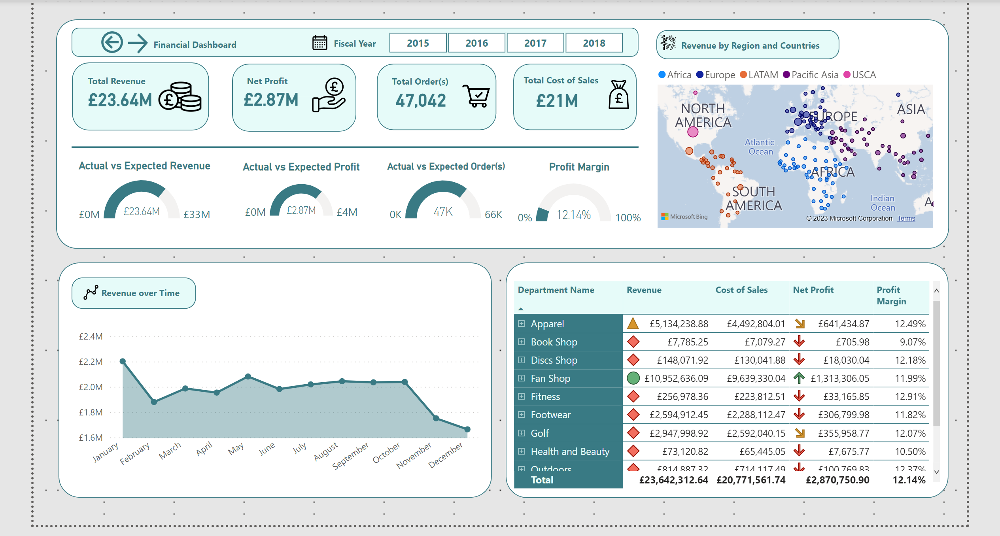 Financial Dashboard
Fiscal Year
2015
2016
2017
2018
Revenue by Region and Countries
Total Revenue
£23.64M
Net Profit
£2.87M
Total Order(s)
47,042
Total Cost of Sales
£21M
Africa Europe LATAM Pacific Asia USCA
NORTH
AMERICA
EUROPE
ASIA
Atlantic
Ocean
AFRICA
SOUTH
AMERICA
Indian
Ocean
A
Microsoft Bing
© 2023 Microsoft Corporation Terms
Actual vs Expected Revenue
£0M
£23.64M
£33M
Actual vs Expected Profit
£0M
£2.87M
£4M
Actual vs Expected Order(s)
0K
47K
66K
Profit Margin
0%
12.14%
100%
Revenue over Time
£2.4M
£2.2M
£2.0M
£1.8M
£1.6M
January
February
March
April
May
June
July
August
September
October
November
December
Department Name Revenue Cost of Sales Net Profit Profit
Margin
Apparel £5,134,238.88 £4,492,804.01 £641,434.87 12.49%
Book Shop £7,785.25 £7,079.27 £705.98 9.07%
Discs Shop £148,071.92 £130,041.88 £18,030.04 12.18%
Fan Shop £10,952,636.09 £9,639,330.04 £1,313,306.05 11.99%
Fitness £256,978.36 £223,812.51 £33,165.85 12.91%
Footwear £2,594,912.45 £2,288,112.47 £306,799.98 11.82%
Golf £2,947,998.92 £2,592,040.15 £355,958.77 12.07%
Health and Beauty £73,120.82 £65,445.05 £7,675.77 10.50%
Outdoors £814,887.32 £714,117.49 £100,769.83 12.37%
Total £23,642,312.64 £20,771,561.74 £2,870,750.90 12.14%